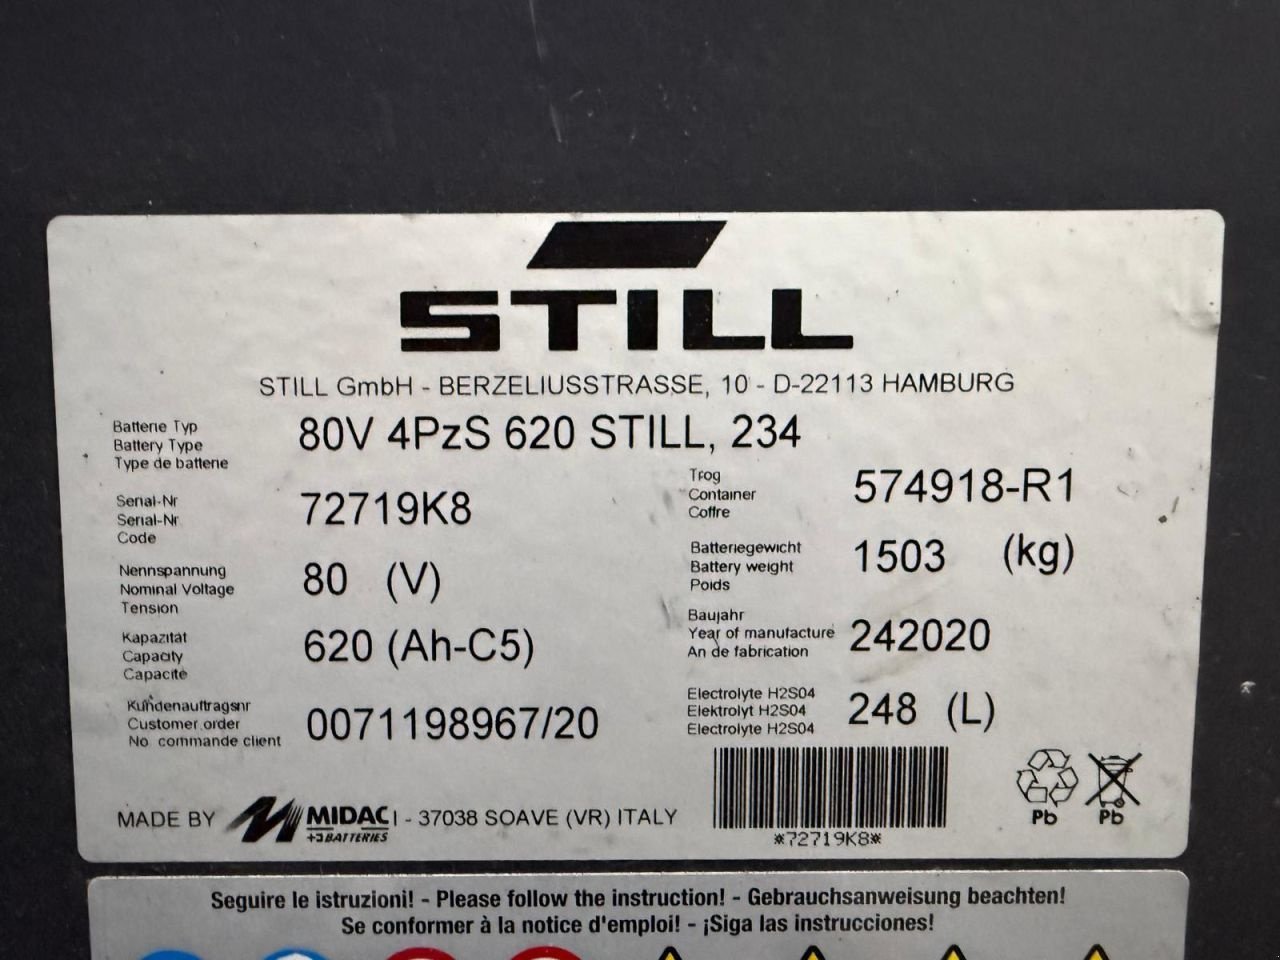 STILL
STILL GmbH - BERZELIUSSTRASSE, 10 - D-22113 HAMBURG
Batterie Typ
Battery Type
Type de batterie
80V 4PzS 620 STILL, 234
Serial-Nr
Serial-Nr
Code
72719K8
Trog
Container
Coffre
574918-R1
Nennspannung
Nominal Voltage
Tension
80 (V)
Batteriegewicht
Battery weight
Poids
1503 (kg)
Kapazität
Capacity
Capacité
620 (Ah-C5)
Baujahr
Year of manufacture
An de fabrication
242020
Kundenauftragsnr
Customer order
No commande client
0071198967/20
Electrolyte H2S04
Elektrolyt H2S04
Electrolyte H2S04
248 (L)
MADE BY MIDAC I - 37038 SOAVE (VR) ITALY
BATTERIES
*72719K8*
Pb Pb
Seguire le istruzioni! - Please follow the instruction! - Gebrauchsanweisung beachten!
Se conformer à la notice d'emploi! - ¡Siga las instrucciones!